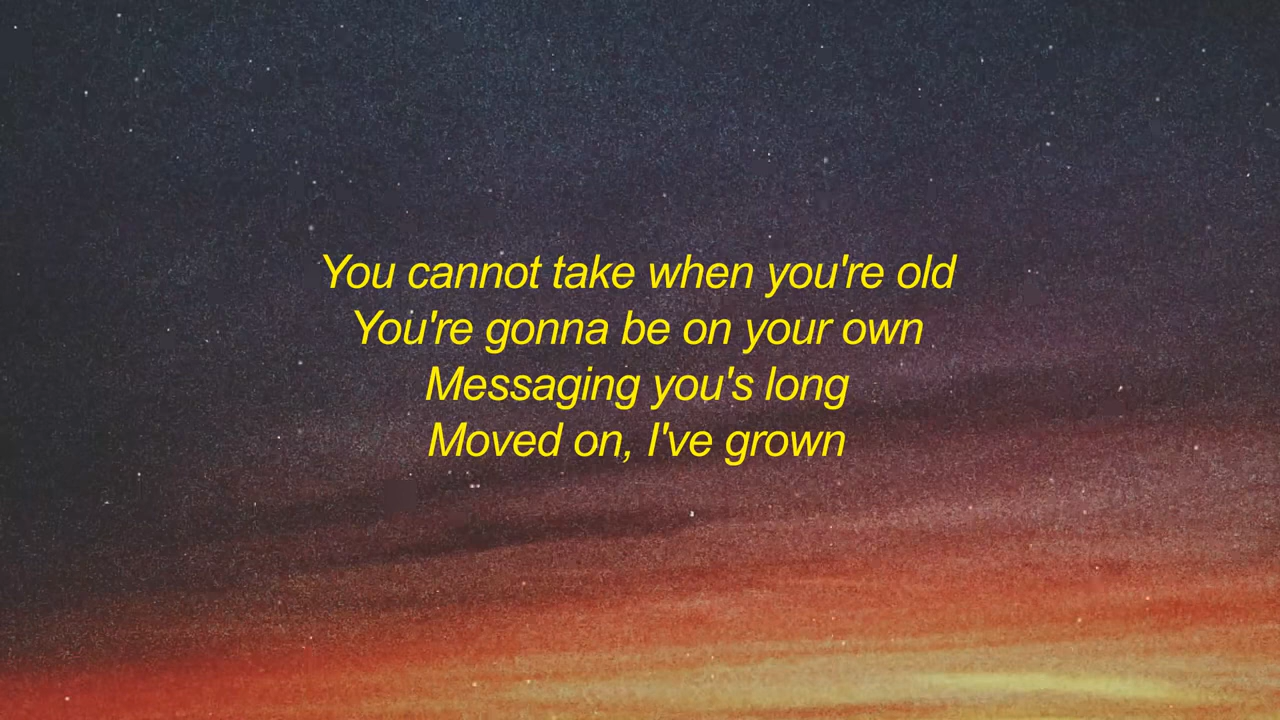 You cannot take when you're old
You're gonna be on your own
Messaging you's long
Moved on, I've grown